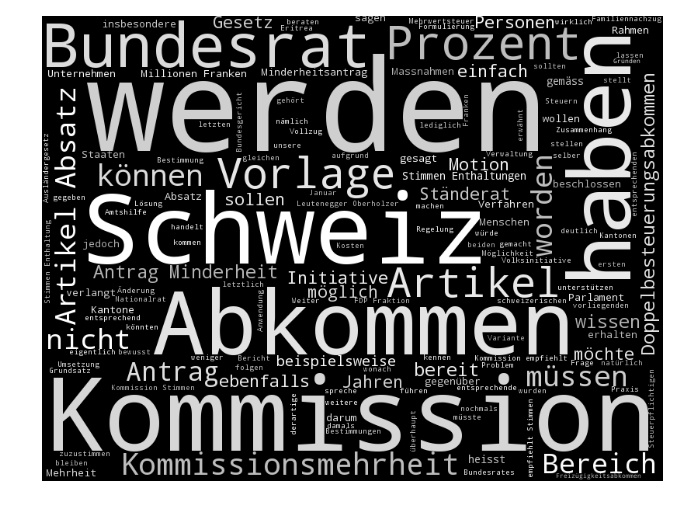 insbesondere
Gesetz
beraten
Eritrea
sagen
Mehrwertsteuer
Formulierung
Personen
wirklich
Familiennachzug
Rahmen
Bundesrat
Prozent
lassen
Gründen
Unternehmen
Millionen Franken
Minderheitsantrag
Massnahmen
einfach
sollten
gemäss
stellt
haben
werden
gehört
letzten
Bundesgericht
nämlich
Vollzug
unsere
lediglich
Franken
erwähnt
Steuern
wollen
Zusammenhang
stellen
selber
Doppelbesteuerungsabkommen
entsprechenden
Ausländergesetz
Artikel Absatz
Staaten
Bestimmung
gleichen
aufgrund
gesagt
Motion
Verwaltung
können
Vorlage
Stimmen Enthaltungen
worden
beschlossen
gegeben
Amtshilfe
Lösung
Absatz
Januar
Leutenegger Oberholzer
sollen
Ständerat
machen
Verfahren
Menschen
würde
Schweiz
handelt
kommen
Kosten
Regelung
beiden
gemacht
Möglichkeit
Volksinitiative
deutlich
Kantonen
ersten
jedoch
Stimmen Enthaltung
Antrag Minderheit
letztlich
Initiative
möglich
Artikel
unterstützen
Parlament
verlangt
Änderung
Nationalrat
Anwendung
Weiter
FDP Fraktion
schweizerischen
vorliegenden
Kantone
entsprechend
könnten
Abkommen
wissen
erhalten
nicht
Variante
eigentlich
bewusst
weniger
Bericht
folgen
beispielsweise
wonach
kennen
Problem
Kommission empfiehlt
Frage
natürlich
möchte
Umsetzung
Grundsatz
Antrag
ebenfalls
Jahren
gegenüber
bereit
müssen
Praxis
Steuerpflichtigen
Kommission Stimmen
derartige
spreche
weitere
führen
entsprechende
wurden
Kommission
darum
damals
Bestimmungen
überhaupt
nochmals
müsste
empfiehlt Stimmen
zuzustimmen
bleiben
Mehrheit
Kommissionsmehrheit
heisst
Bundesrates
Bereich
Freizügigkeitsabkommen